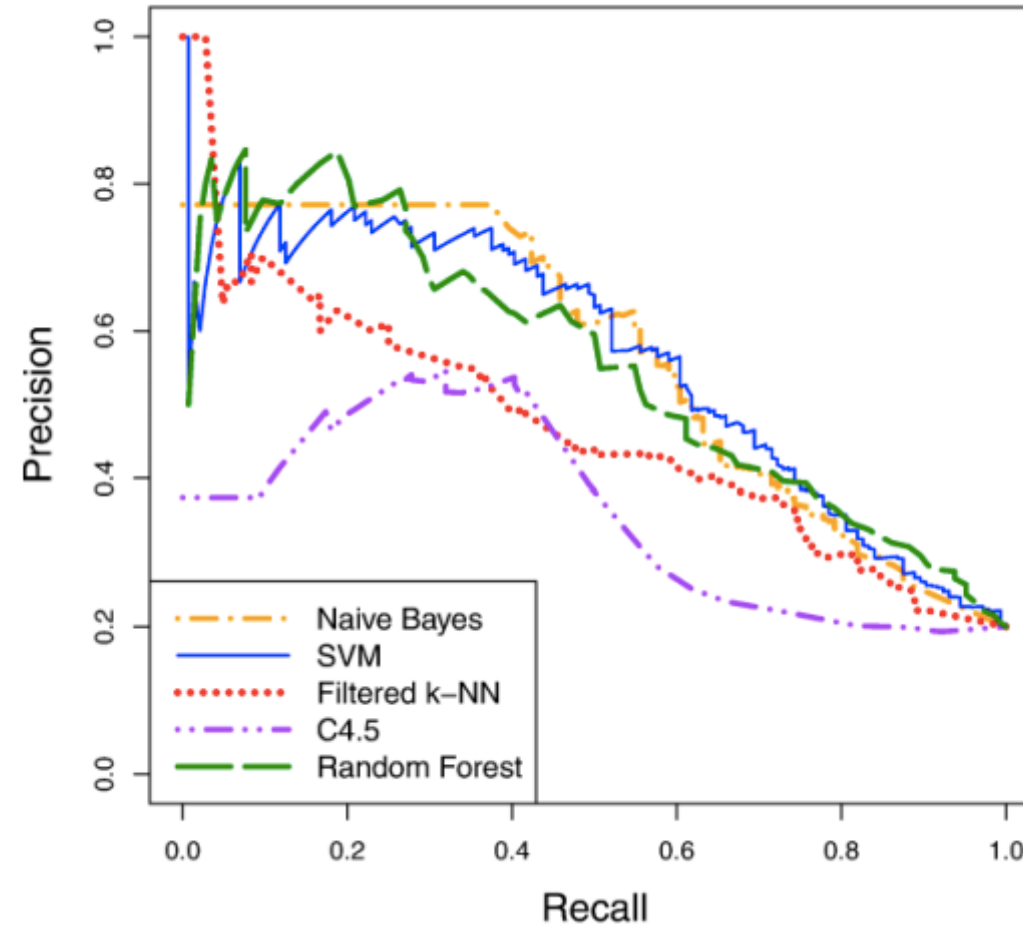 1.0
0.8
0.6
0.4
0.2
0.0
Precision
Naive Bayes
SVM
Filtered k−NN
C4.5
Random Forest
0.0 0.2 0.4 0.6 0.8 1.0
Recall